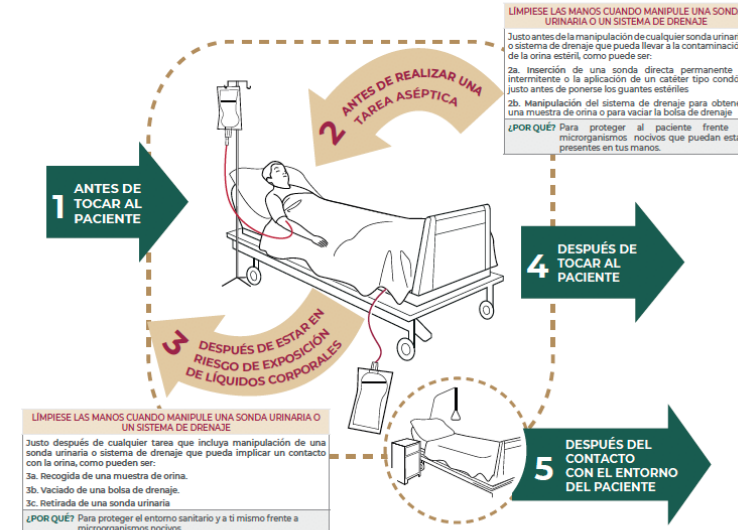 LÍMPIESE LAS MANOS CUANDO MANIPULE UNA
URINARIA O UN SISTEMA DE DRENAJE
Justo antes de la manipulación de cualquier sonda
o sistema de drenaje que pueda llevar a la contaminación
de la orina estéril, como puede ser:
2a. Inserción de una sonda directa permanente
intermitente o la aplicación de un catéter tipo
justo antes de ponerse los guantes estériles
2b. Manipulación del sistema de drenaje para
una muestra de orina o para vaciar la bolsa de drenaje
¿POR QUÉ? Para proteger al paciente frente
microrganismos nocivos que puedan
presentes en tus manos.
2 ANTES DE REALIZAR UNA
TAREA ASÉPTICA
1 ANTES DE
TOCAR AL
PACIENTE
4 DESPUÉS DE
TOCAR AL
PACIENTE
3 DESPUÉS DE ESTAR EN
RIESGO DE EXPOSICIÓN
DE LÍQUIDOS CORPORALES
LÍMPIESE LAS MANOS CUANDO MANIPULE UNA SONDA URINARIA O
UN SISTEMA DE DRENAJE
Justo después de cualquier tarea que incluya manipulación de una
sonda urinaria o sistema de drenaje que pueda implicar un contacto
con la orina, como pueden ser:
3a. Recogida de una muestra de orina.
3b. Vaciado de una bolsa de drenaje.
3c. Retirada de una sonda urinaria
¿POR QUÉ? Para proteger el entorno sanitario y a ti mismo frente a
microorganismos nocivos
5 DESPUÉS DEL
CONTACTO
CON EL ENTORNO
DEL PACIENTE